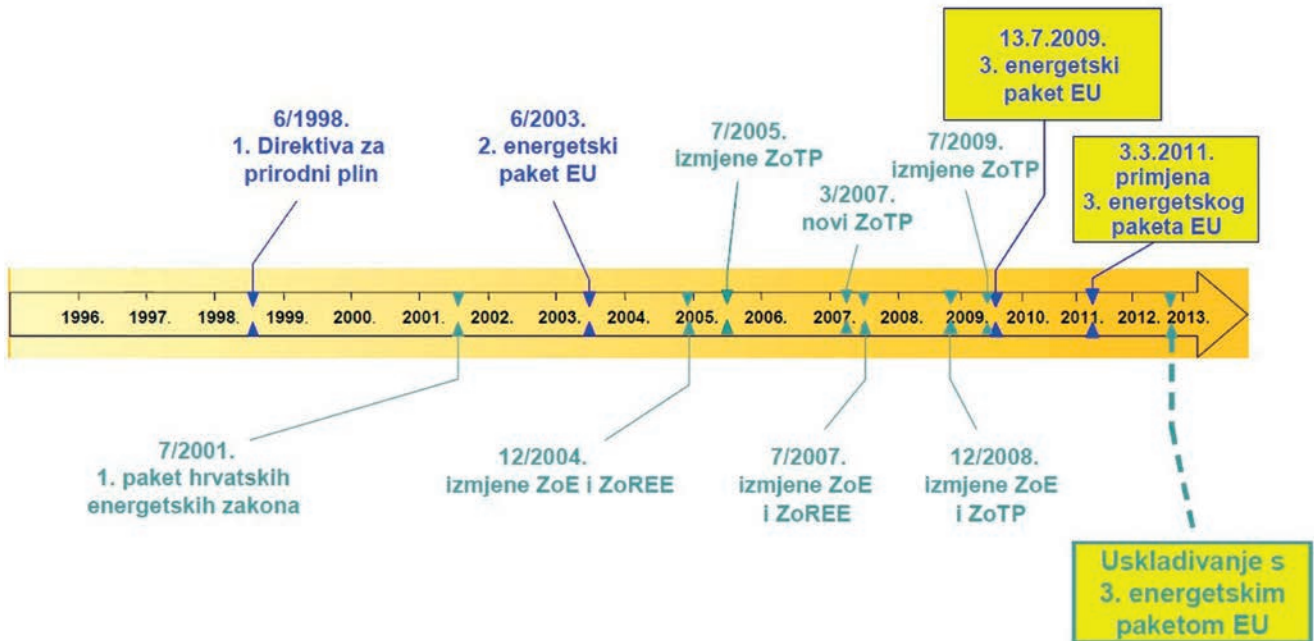 13.7.2009.
3. energetski
paket EU
6/1998.
1. Direktiva za
prirodni plin
6/2003.
2. energetski
paket EU
7/2005.
izmjene ZoTP
7/2009.
izmjene ZoTP
3/2007.
novi ZoTP
3.3.2011.
primjena
3. energetskog
paketa EU
1996. 1997. 1998. 1999. 2000. 2001. 2002. 2003. 2004. 2005. 2006. 2007. 2008. 2009. 2010. 2011. 2012. 2013.
7/2001.
1. paket hrvatskih
energetskih zakona
12/2004.
izmjene ZoE i ZoREE
7/2007.
izmjene ZoE
i ZoREE
12/2008.
izmjene ZoE
i ZoTP
Usklađivanje s
3. energetskim
paketom EU